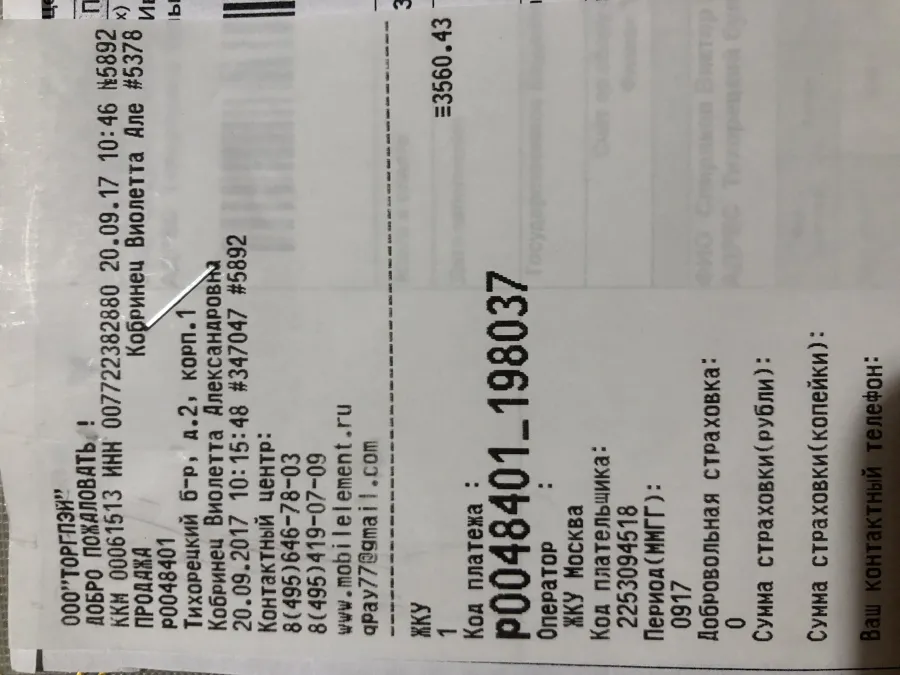 ООО"ТОРГПЭЙ"
ДОБРО ПОЖАЛОВАТЬ !
ККМ 00061513 ИНН 007722382880 20.09.17 10:46 №5892
ПРОДАЖА Кобринец Виолетта Але #5378
p0048401
Тихорецкий б-р, д.2, корп.1
Кобринец Виолетта Александровна
20.09.2017 10:15:48 #347047 #5892
Контактный центр:
8(495)646-78-03
8(495)419-07-09
www.mobilelement.ru
qpay77@gmail.com
ЖКУ
1 ≡3560.43
Код платежа :
p0048401_198037
Оператор :
ЖКУ Москва
Код плательщика:
2253094518
Период(ММГГ):
0917
Добровольная страховка:
0
Сумма страховки(рубли):
Сумма страховки(копейки):
Ваш контактный телефон: